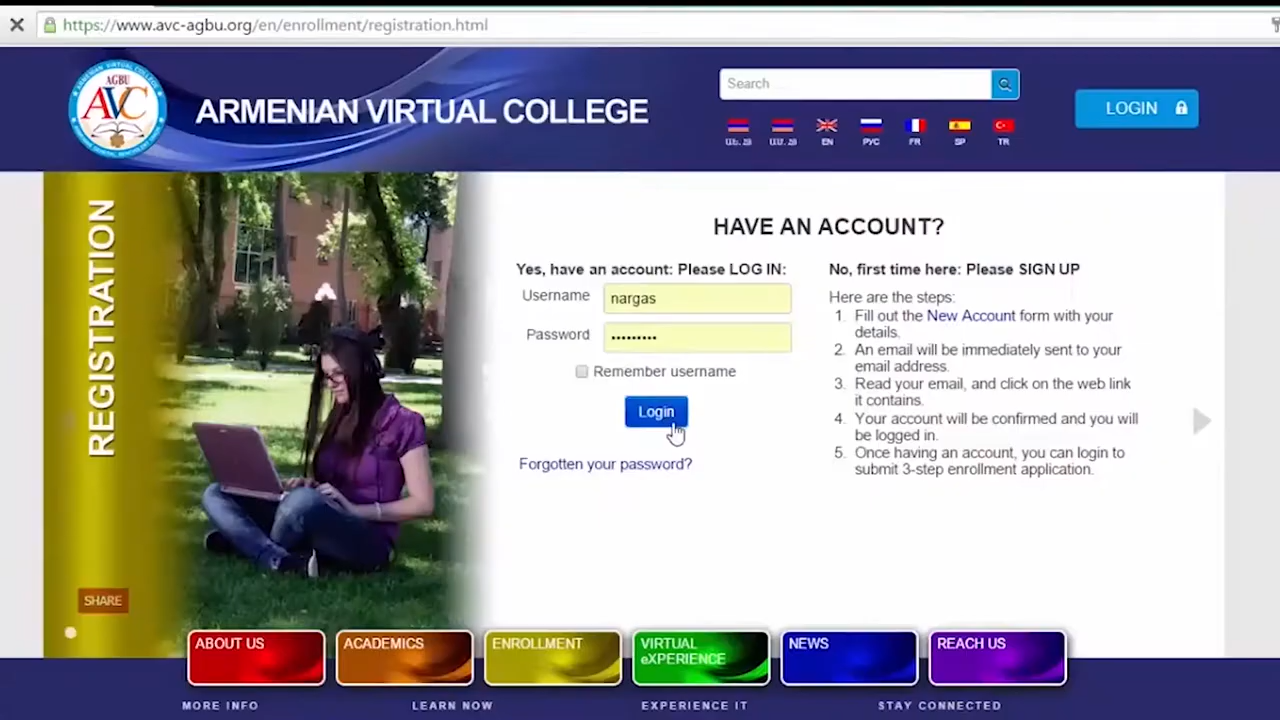 https://www.avc-agbu.org/en/enrollment/registration.html
AGBU
AVC
ARMENIAN VIRTUAL COLLEGE
Search
LOGIN
EN
РУС
FR
SP
TR
REGISTRATION
HAVE AN ACCOUNT?
Yes, have an account: Please LOG IN:
Username
nargas
Password
•••••••••
Remember username
Login
Forgotten your password?
No, first time here: Please SIGN UP
Here are the steps:
1. Fill out the New Account form with your
details.
2. An email will be immediately sent to your
email address.
3. Read your email, and click on the web link
it contains.
4. Your account will be confirmed and you will
be logged in.
5. Once having an account, you can login to
submit 3-step enrollment application.
SHARE
ABOUT US
ACADEMICS
ENROLLMENT
VIRTUAL
eXPERIENCE
NEWS
REACH US
MORE INFO
LEARN NOW
EXPERIENCE IT
STAY CONNECTED